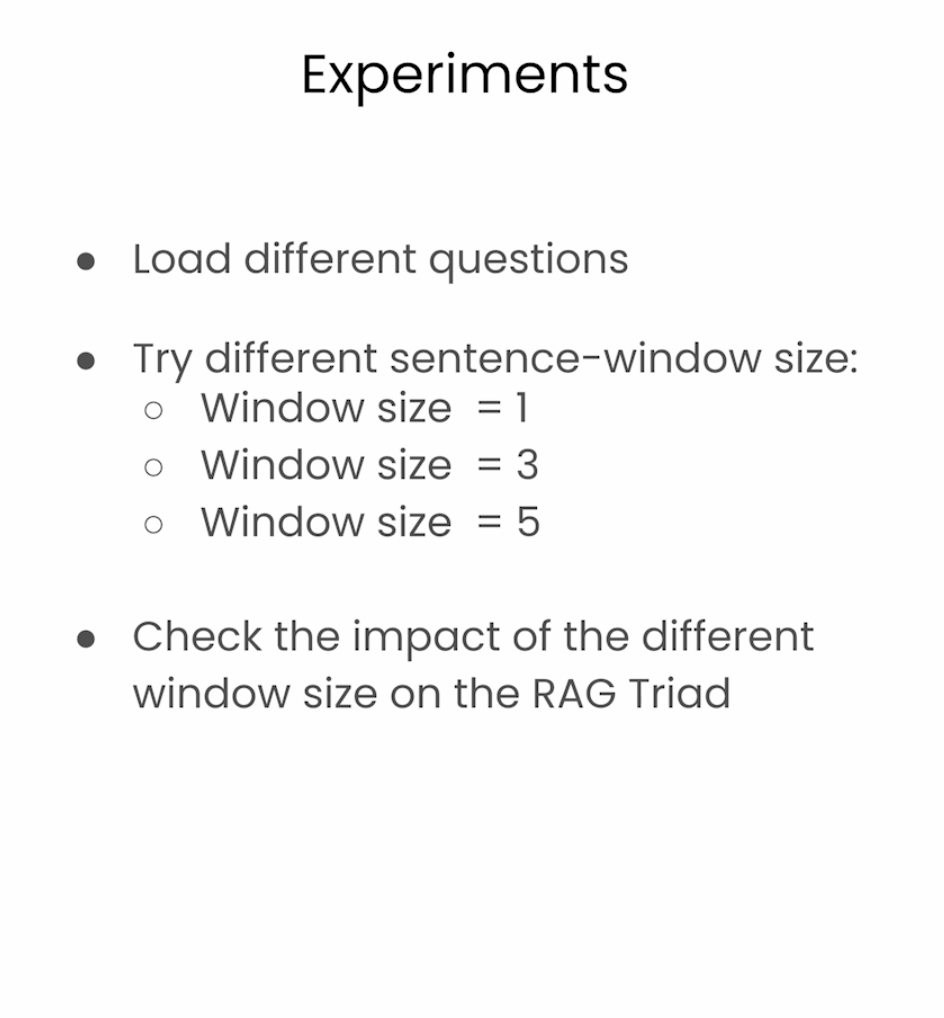 Experiments
● Load different questions
● Try different sentence-window size:
○ Window size = 1
○ Window size = 3
○ Window size = 5
● Check the impact of the different
window size on the RAG Triad